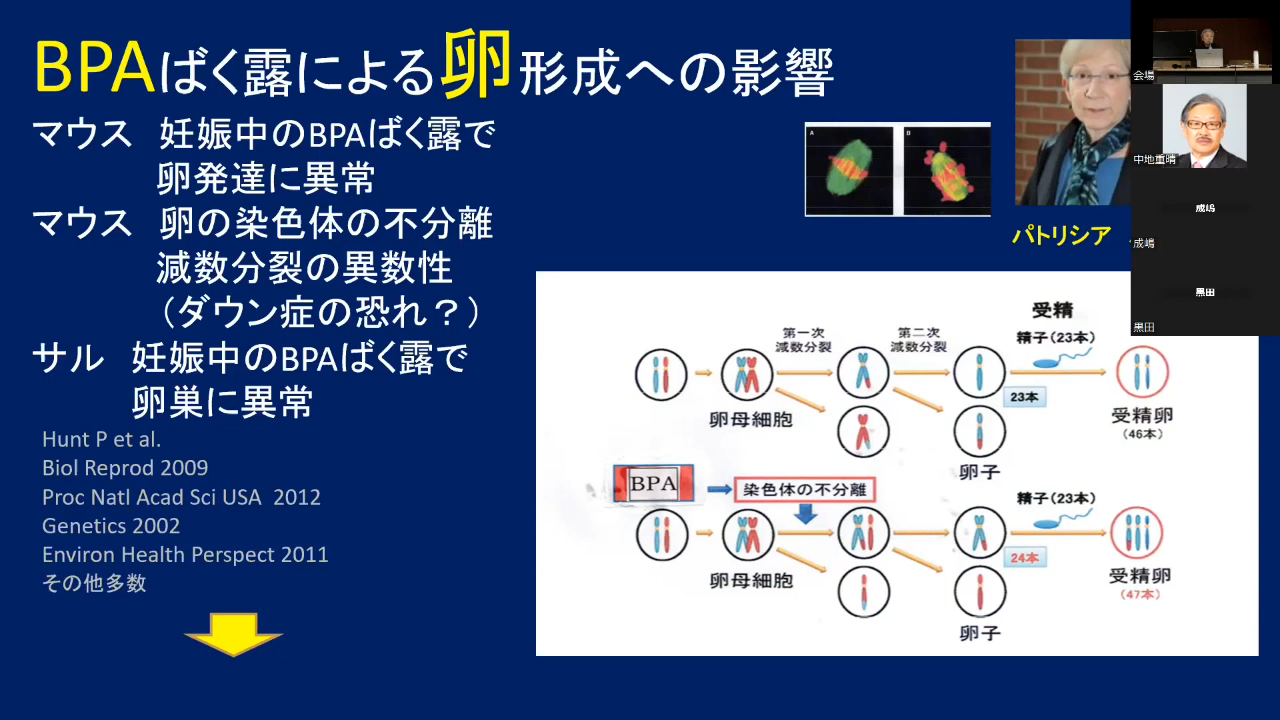 BPAばく露による卵形成への影響
マウス 妊娠中のBPAばく露で
卵発達に異常
マウス 卵の染色体の不分離
減数分裂の異数性
（ダウン症の恐れ？）
サル 妊娠中のBPAばく露で
卵巣に異常
Hunt P et al.
Biol Reprod 2009
Proc Natl Acad Sci USA 2012
Genetics 2002
Environ Health Perspect 2011
その他多数
A
B
パトリシア
会場
中地重晴
成嶋
成嶋
黒田
黒田
受精
第一次
減数分裂
第二次
減数分裂
精子(23本)
23本
卵母細胞
受精卵
(46本)
卵子
BPA
染色体の不分離
精子(23本)
24本
卵母細胞
受精卵
(47本)
卵子